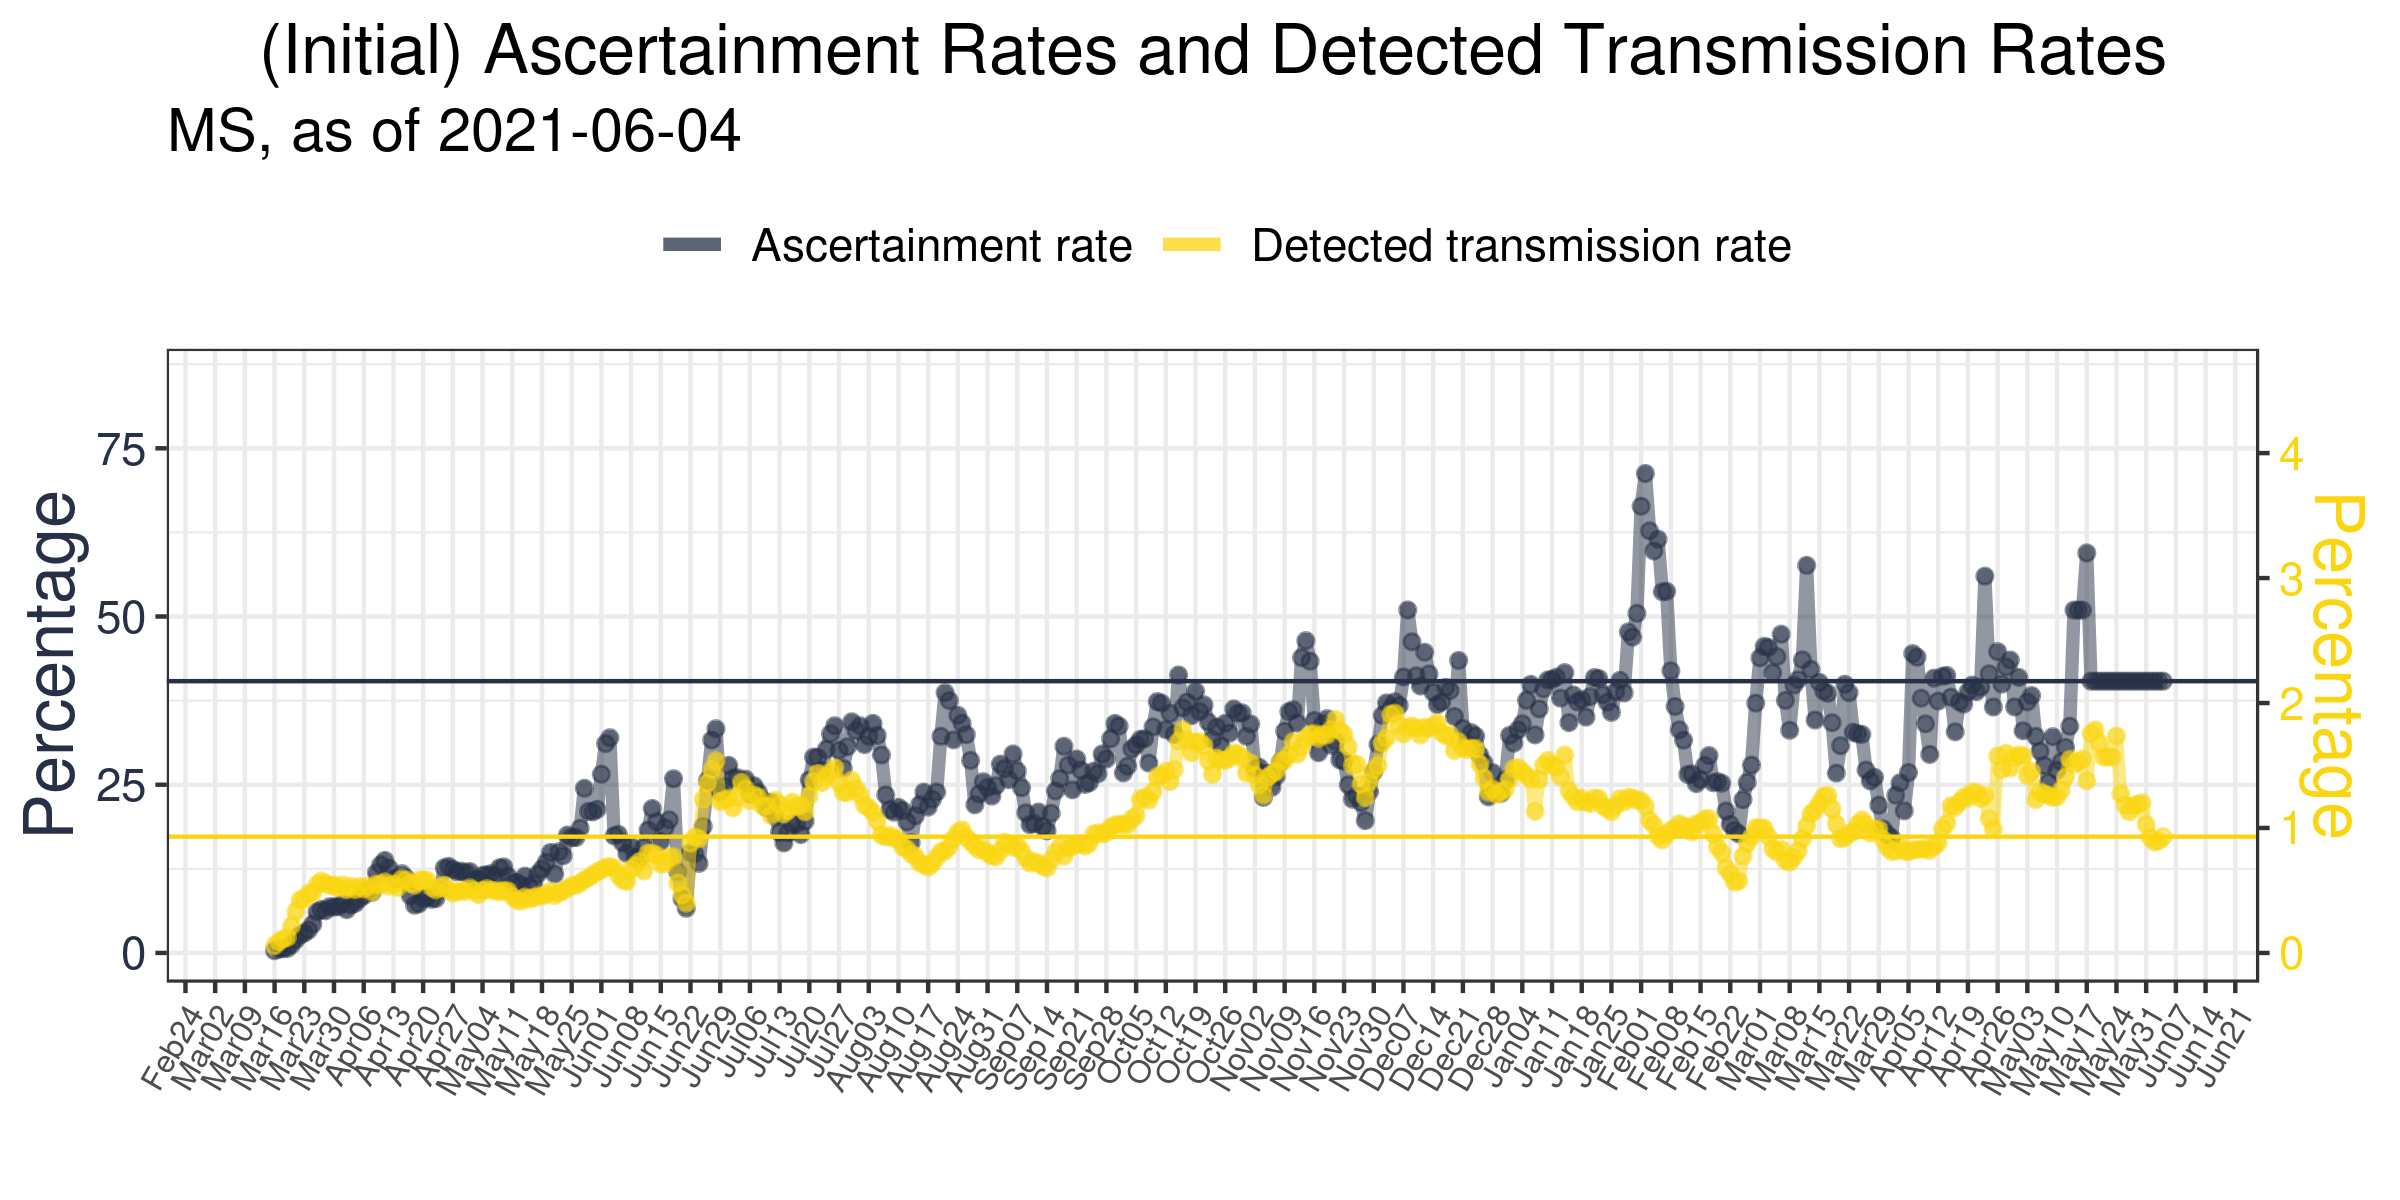 (Initial) Ascertainment Rates and Detected Transmission Rates
MS, as of 2021-06-04
Ascertainment rate Detected transmission rate
Percentage
75
50
25
0
4
3
2
1
0
Percentage
Feb24 Mar02 Mar09 Mar16 Mar23 Mar30 Apr06 Apr13 Apr20 Apr27 May04 May11 May18 May25 Jun01 Jun08 Jun15 Jun22 Jun29 Jul06 Jul13 Jul20 Jul27 Aug03 Aug10 Aug17 Aug24 Aug31 Sep07 Sep14 Sep21 Sep28 Oct05 Oct12 Oct19 Oct26 Nov02 Nov09 Nov16 Nov23 Nov30 Dec07 Dec14 Dec21 Dec28 Jan04 Jan11 Jan18 Jan25 Feb01 Feb08 Feb15 Feb22 Mar01 Mar08 Mar15 Mar22 Mar29 Apr05 Apr12 Apr19 Apr26 May03 May10 May17 May24 May31 Jun07 Jun14 Jun21